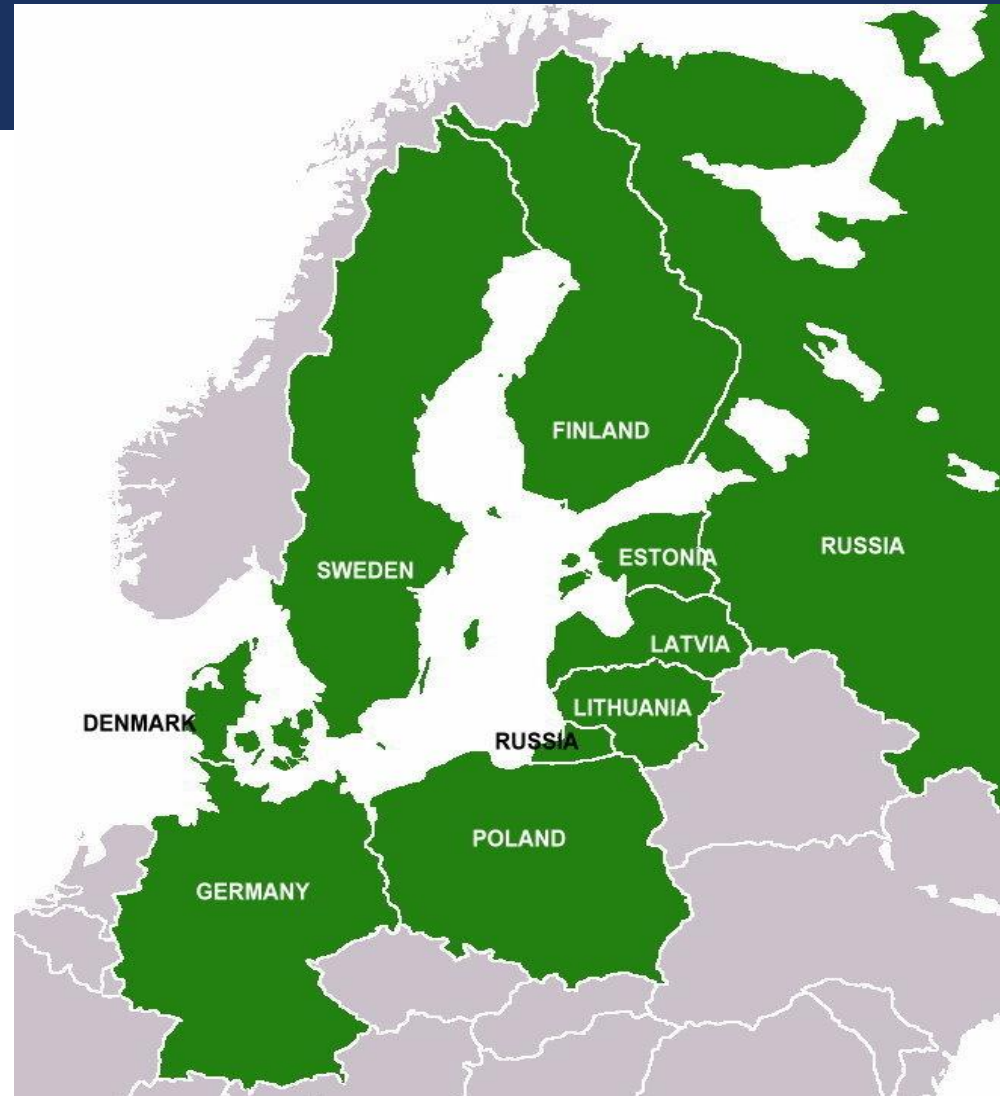 FINLAND
ESTONIA
RUSSIA
SWEDEN
LATVIA
LITHUANIA
DENMARK
RUSSIA
POLAND
GERMANY